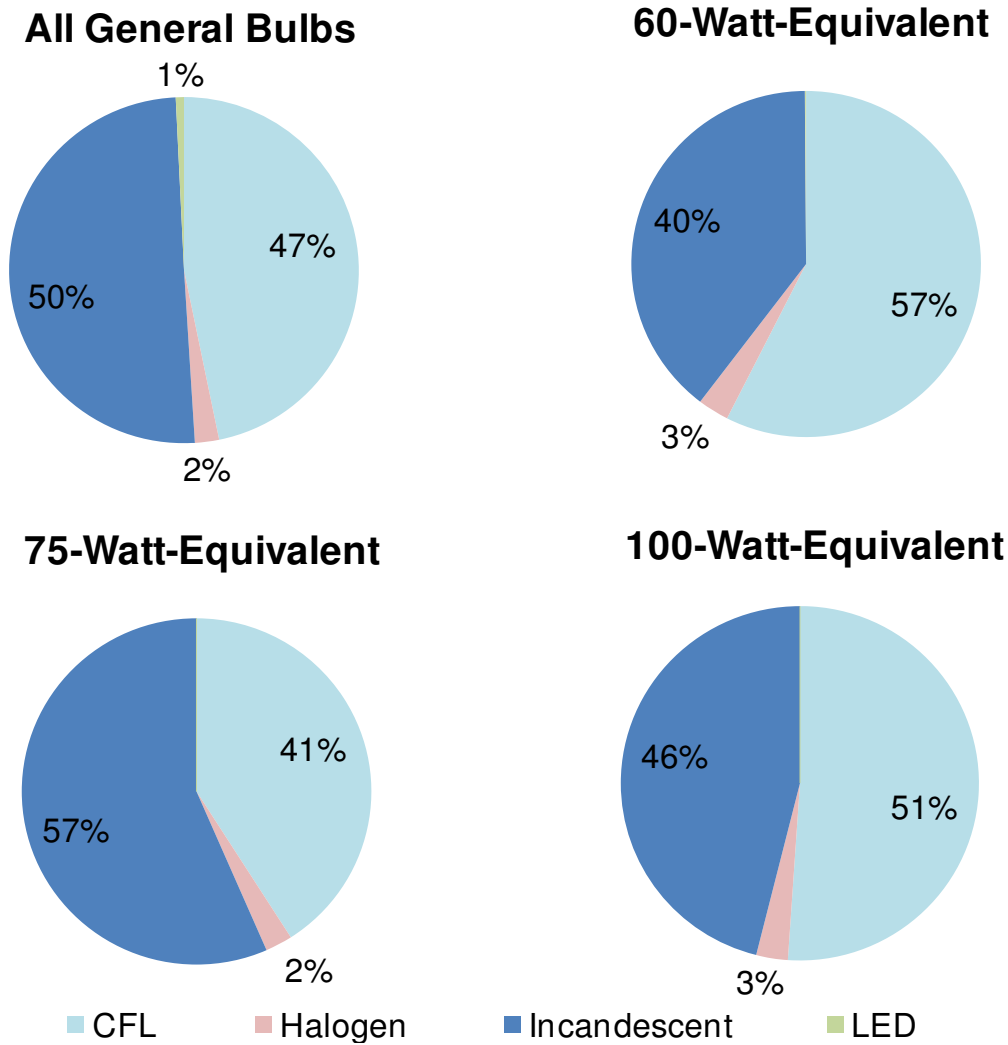 All General Bulbs
1%
47%
50%
2%
60-Watt-Equivalent
40%
57%
3%
75-Watt-Equivalent
41%
57%
2%
100-Watt-Equivalent
46%
51%
3%
CFL Halogen Incandescent LED